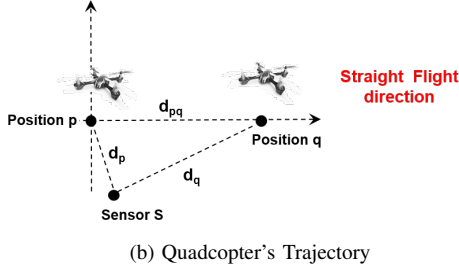 Straight Flight
direction
d_pq
Position p
Position q
d_p
d_q
Sensor S
(b) Quadcopter's Trajectory